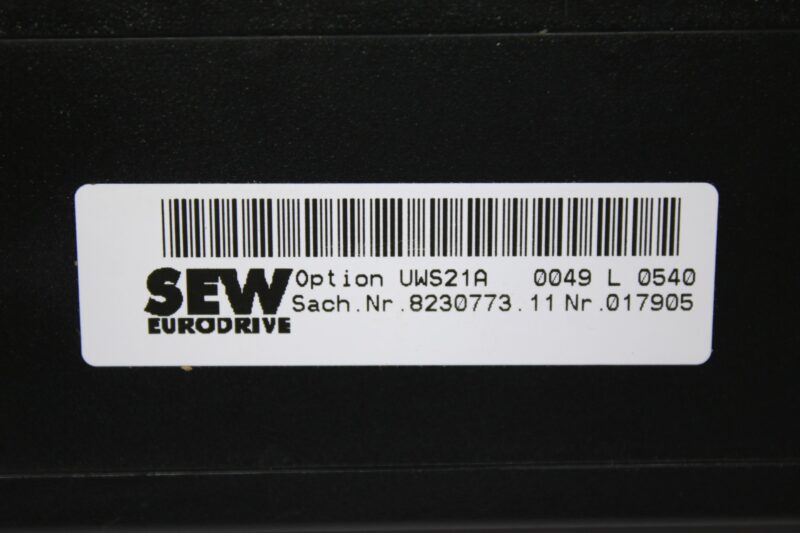 SEW
EURODRIVE
Option UWS21A 0049 L 0540
Sach.Nr.8230773.11 Nr.017905